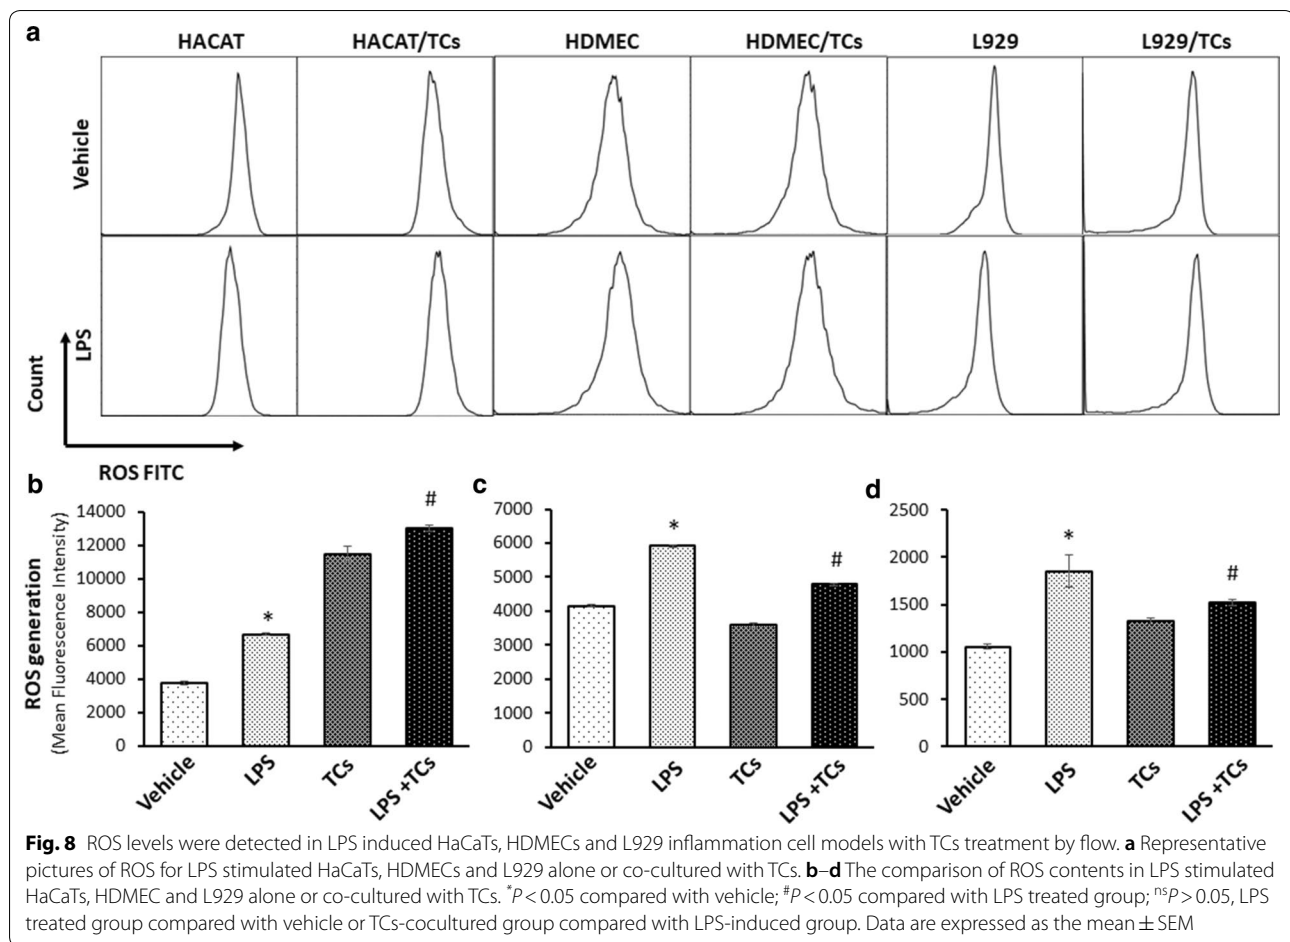 a
HACAT HACAT/TCs HDMEC HDMEC/TCs L929 L929/TCs
Vehicle
LPS
Count
ROS FITC
b
ROS generation
(Mean Fluorescence Intensity)
14000
12000
10000
8000
6000
4000
2000
0
*
#
Vehicle LPS TCs LPS +TCs
c
7000
6000
5000
4000
3000
2000
1000
0
*
#
Vehicle LPS TCs LPS +TCs
d
2500
2000
1500
1000
500
0
*
#
Vehicle LPS TCs LPS +TCs
Fig. 8 ROS levels were detected in LPS induced HaCaTs, HDMECs and L929 inflammation cell models with TCs treatment by flow. a Representative
pictures of ROS for LPS stimulated HaCaTs, HDMECs and L929 alone or co-cultured with TCs. b–d The comparison of ROS contents in LPS stimulated
HaCaTs, HDMEC and L929 alone or co-cultured with TCs. *P < 0.05 compared with vehicle; #P < 0.05 compared with LPS treated group; nsP > 0.05, LPS
treated group compared with vehicle or TCs-cocultured group compared with LPS-induced group. Data are expressed as the mean ± SEM